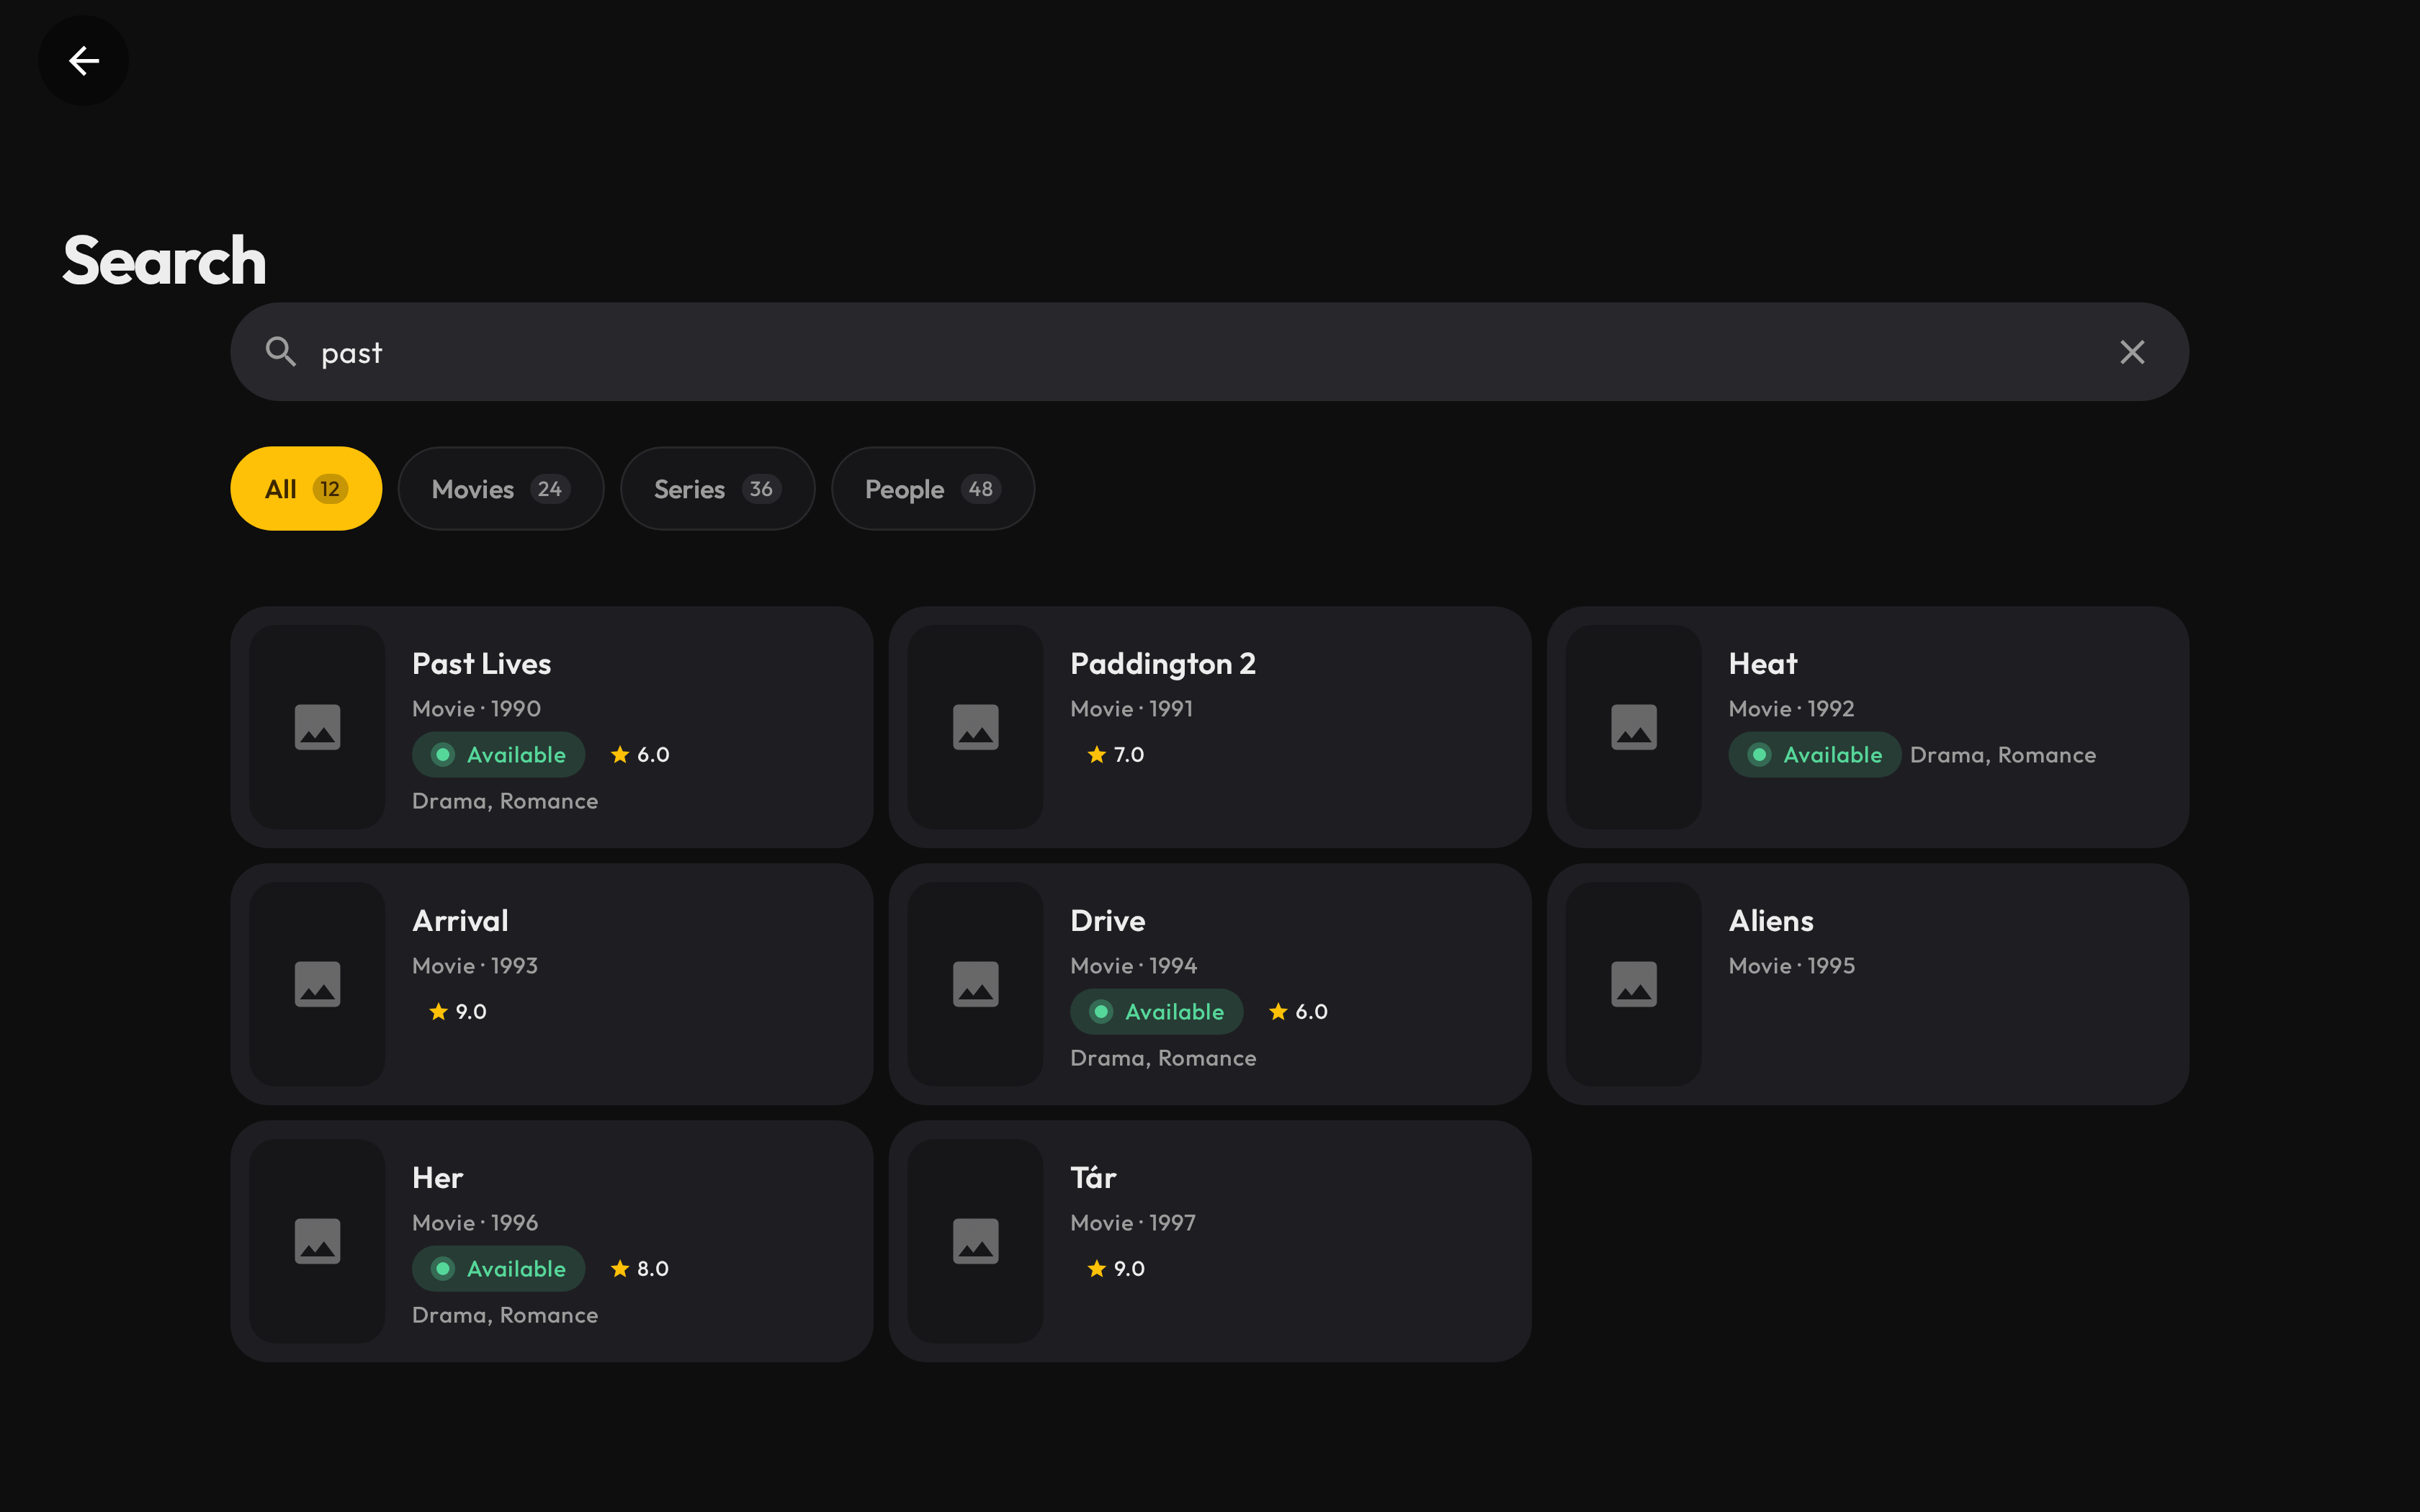 Search
past
All 12 Movies 24 Series 36 People 48
Past Lives
Movie · 1990
Available 6.0
Drama, Romance
Paddington 2
Movie · 1991
7.0
Heat
Movie · 1992
Available Drama, Romance
Arrival
Movie · 1993
9.0
Drive
Movie · 1994
Available 6.0
Drama, Romance
Aliens
Movie · 1995
Her
Movie · 1996
Available 8.0
Drama, Romance
Tár
Movie · 1997
9.0